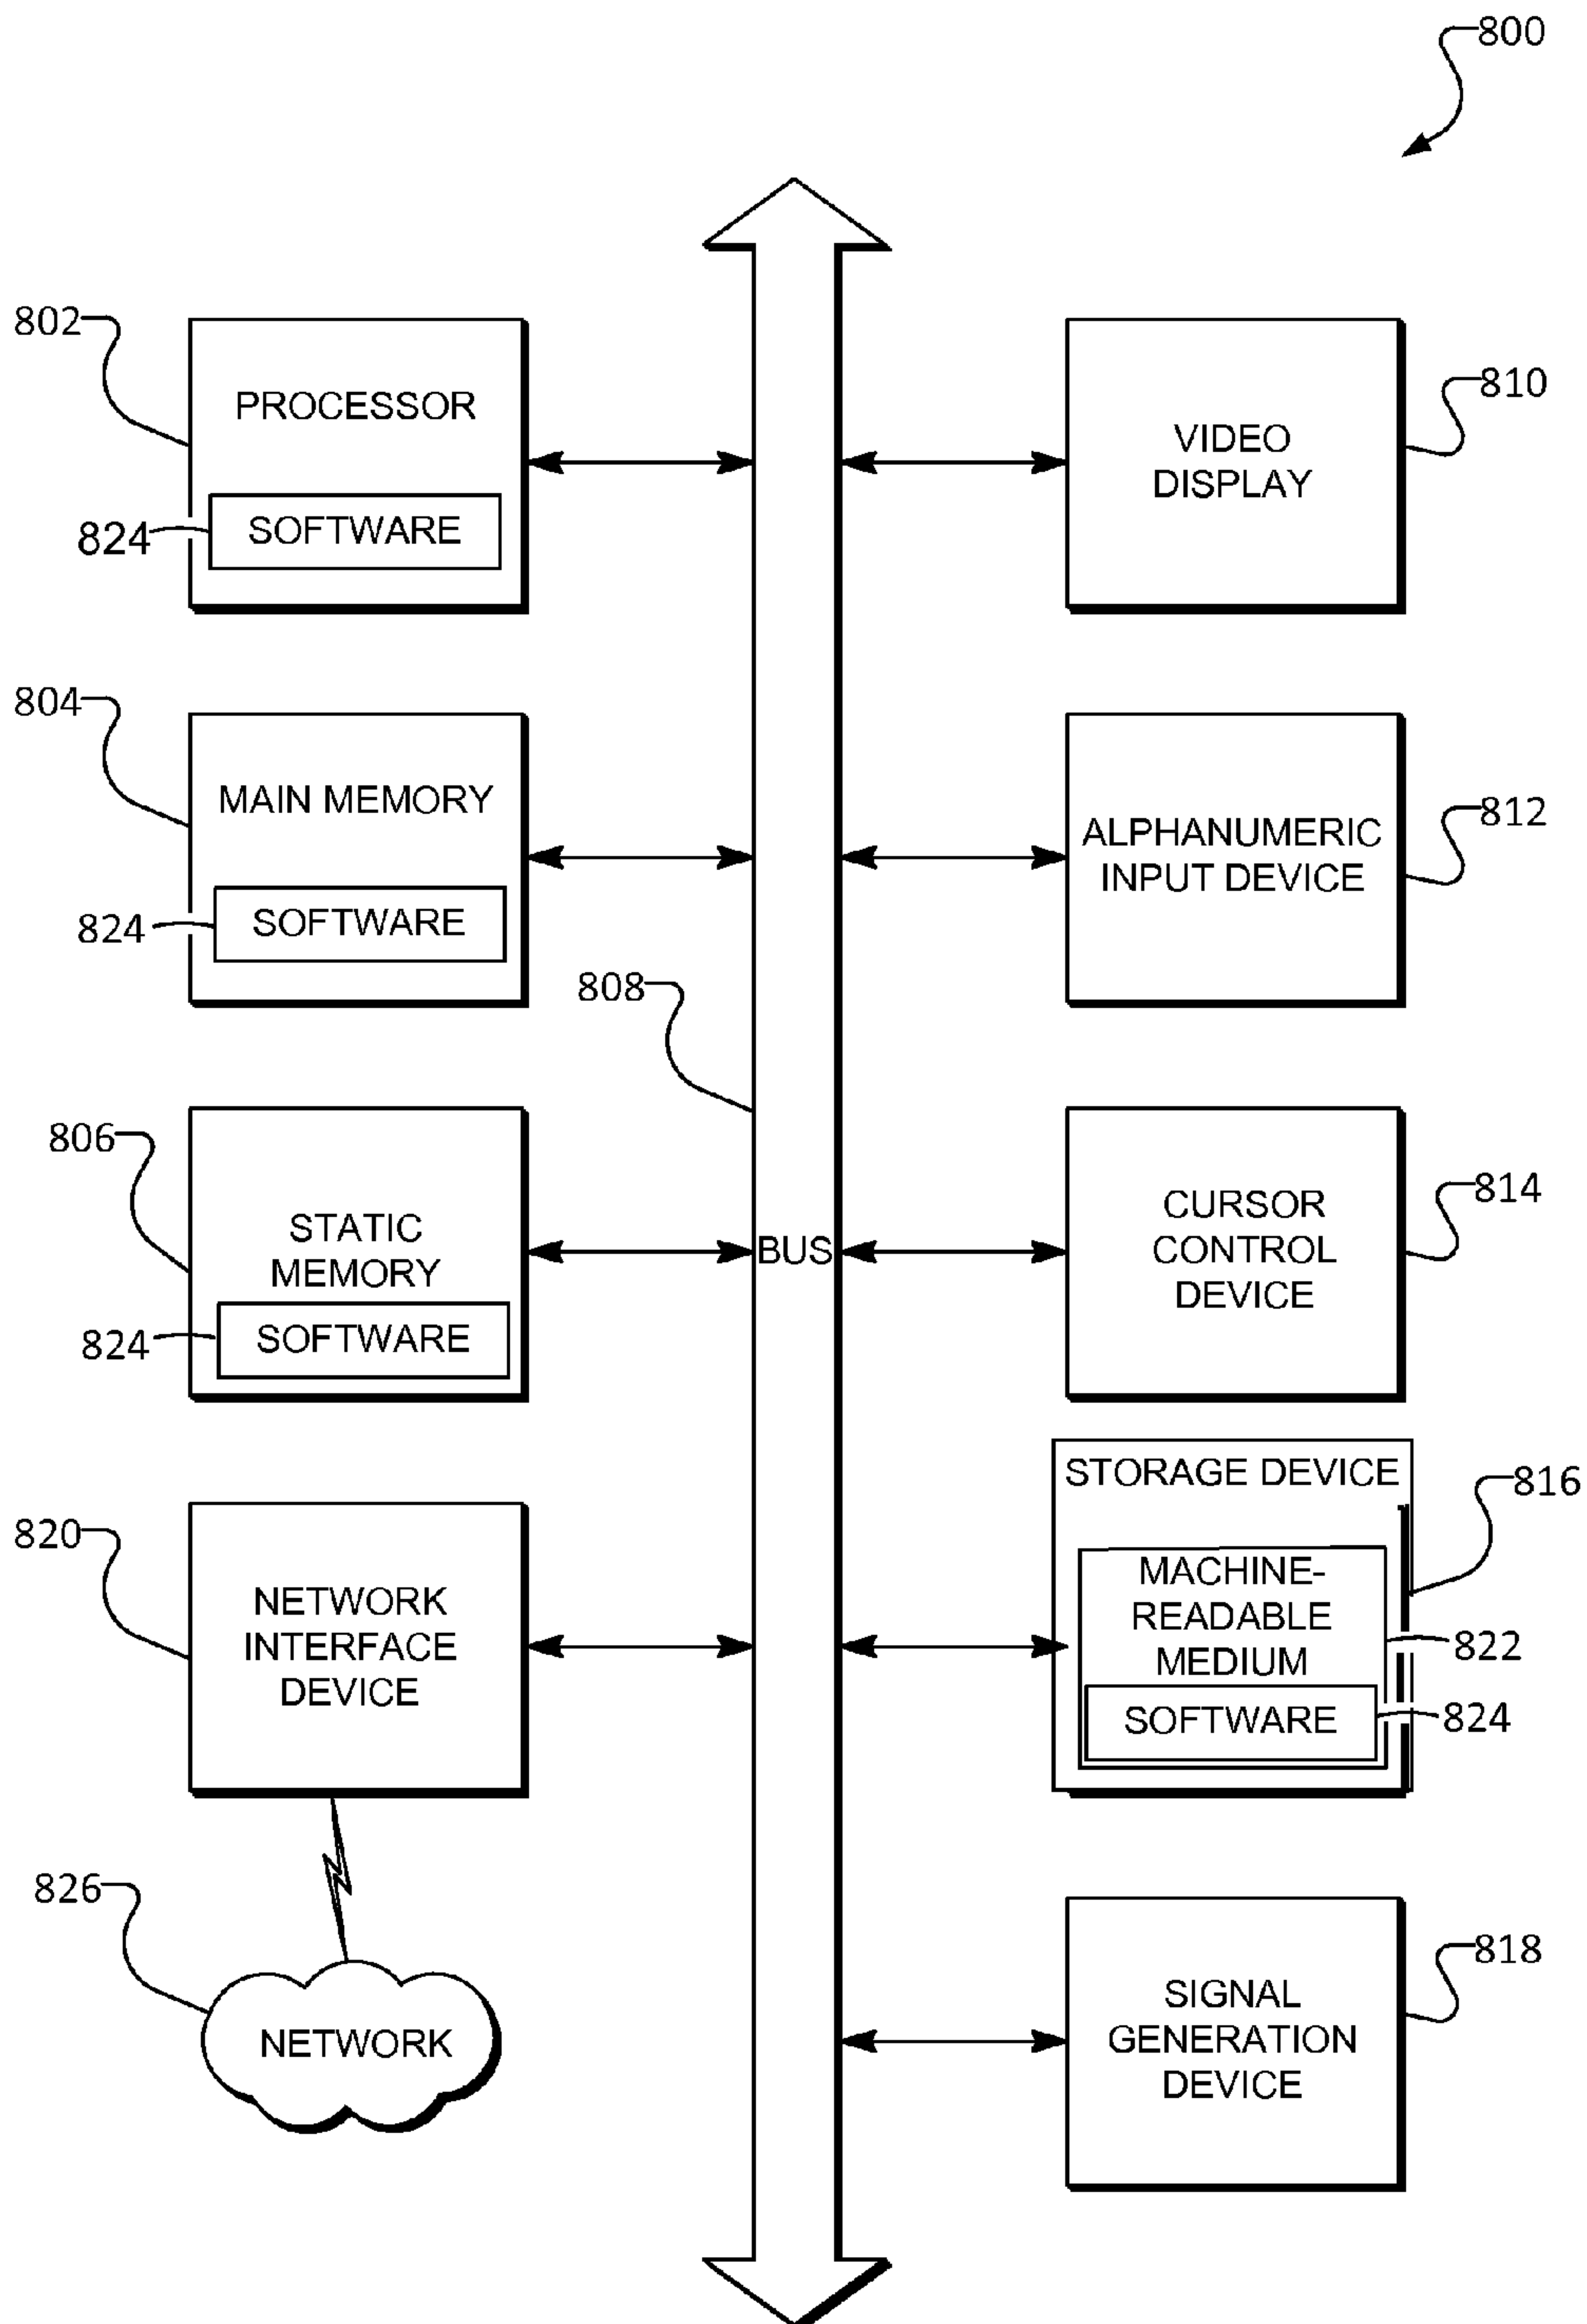 800
802
PROCESSOR
824
SOFTWARE
810
VIDEO
DISPLAY
804
MAIN MEMORY
824
SOFTWARE
812
ALPHANUMERIC
INPUT DEVICE
808
BUS
806
STATIC
MEMORY
824
SOFTWARE
814
CURSOR
CONTROL
DEVICE
820
NETWORK
INTERFACE
DEVICE
STORAGE DEVICE
816
MACHINE-
READABLE
MEDIUM
822
SOFTWARE
824
826
NETWORK
818
SIGNAL
GENERATION
DEVICE